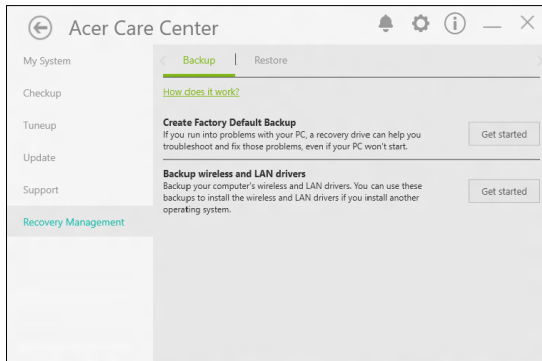 Acer Care Center
My System
Checkup
Tuneup
Update
Support
Recovery Management
Backup
Restore
How does it work?
Create Factory Default Backup
If you run into problems with your PC, a recovery drive can help you
troubleshoot and fix those problems, even if your PC won't start.
Get started
Backup wireless and LAN drivers
Backup your computer's wireless and LAN drivers. You can use these
backups to install the wireless and LAN drivers if you install another
operating system.
Get started